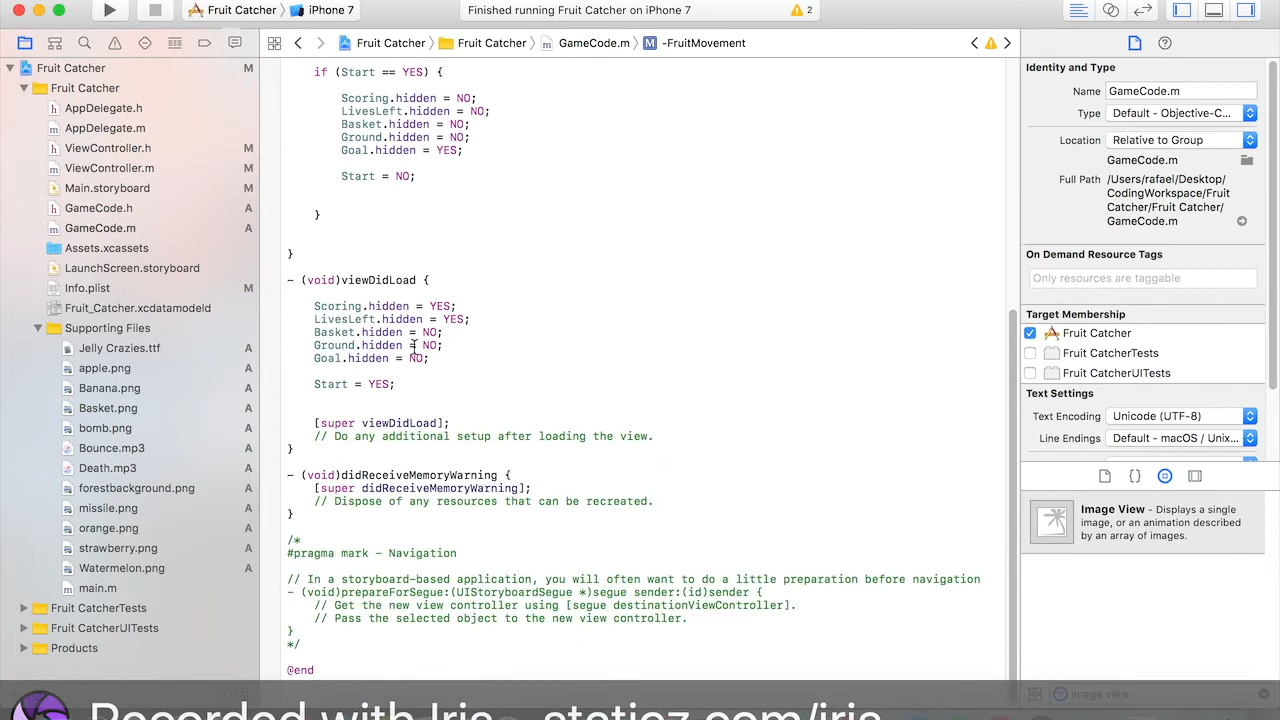 Fruit Catcher iPhone 7
Finished running Fruit Catcher on iPhone 7
2
Fruit Catcher Fruit Catcher GameCode.m M -FruitMovement
Fruit Catcher M
Fruit Catcher
AppDelegate.h
AppDelegate.m
ViewController.h M
ViewController.m M
Main.storyboard M
GameCode.h A
GameCode.m A
Assets.xcassets
LaunchScreen.storyboard
Info.plist M
Fruit_Catcher.xcdatamodeld
Supporting Files
Jelly Crazies.ttf A
apple.png A
Banana.png A
Basket.png A
bomb.png A
Bounce.mp3 A
Death.mp3 A
forestbackground.png A
missile.png A
orange.png A
strawberry.png A
Watermelon.png A
main.m
Fruit CatcherTests
Fruit CatcherUITests
Products
if (Start == YES) {
Scoring.hidden = NO;
LivesLeft.hidden = NO;
Basket.hidden = NO;
Ground.hidden = NO;
Goal.hidden = YES;
Start = NO;
}
}
- (void)viewDidLoad {
Scoring.hidden = YES;
LivesLeft.hidden = YES;
Basket.hidden = NO;
Ground.hidden = NO;
Goal.hidden = NO;
Start = YES;
[super viewDidLoad];
// Do any additional setup after loading the view.
}
- (void)didReceiveMemoryWarning {
[super didReceiveMemoryWarning];
// Dispose of any resources that can be recreated.
}
/*
#pragma mark - Navigation
// In a storyboard-based application, you will often want to do a little preparation before navigation
- (void)prepareForSegue:(UIStoryboardSegue *)segue sender:(id)sender {
// Get the new view controller using [segue destinationViewController].
// Pass the selected object to the new view controller.
}
*/
@end
Identity and Type
Name GameCode.m
Type Default - Objective-C...
Location Relative to Group
GameCode.m
Full Path /Users/rafael/Desktop/
CodingWorkspace/Fruit
Catcher/Fruit Catcher/
GameCode.m
On Demand Resource Tags
Only resources are taggable
Target Membership
Fruit Catcher
Fruit CatcherTests
Fruit CatcherUITests
Text Settings
Text Encoding Unicode (UTF-8)
Line Endings Default - macOS / Unix...
Image View - Displays a single
image, or an animation described
by an array of images.
image view
Recorded with Iris - staticz.com/iris